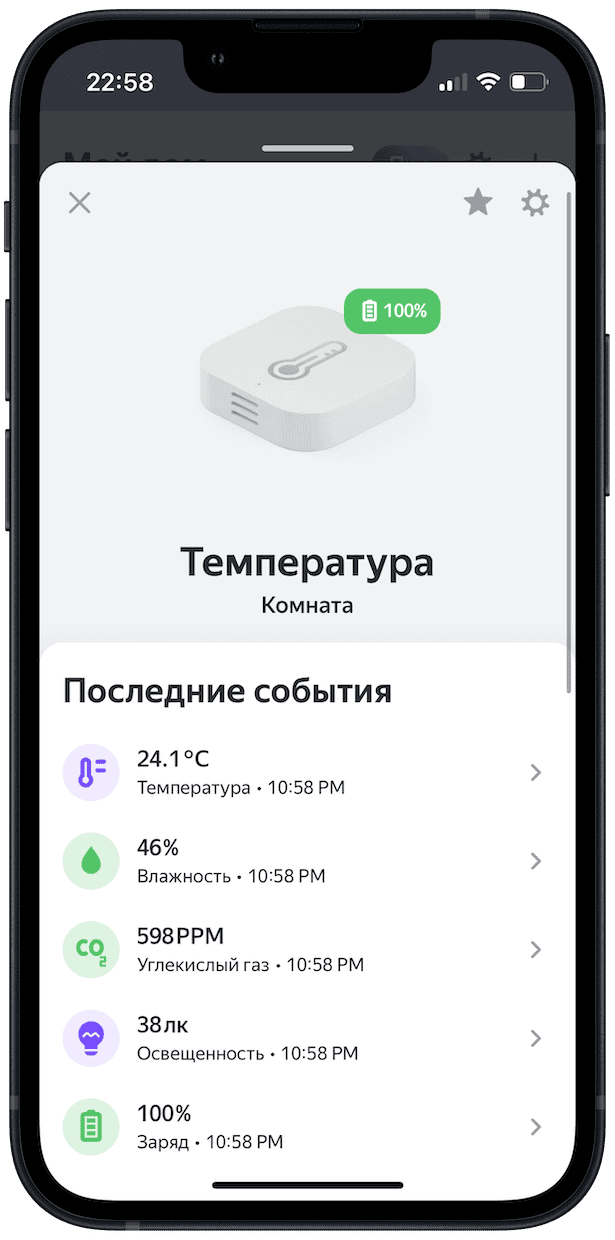 22:58
100%
Температура
Комната
Последние события
24.1°C
Температура • 10:58 PM
46%
Влажность • 10:58 PM
CO2
598PPM
Углекислый газ • 10:58 PM
38лк
Освещенность • 10:58 PM
100%
Заряд • 10:58 PM